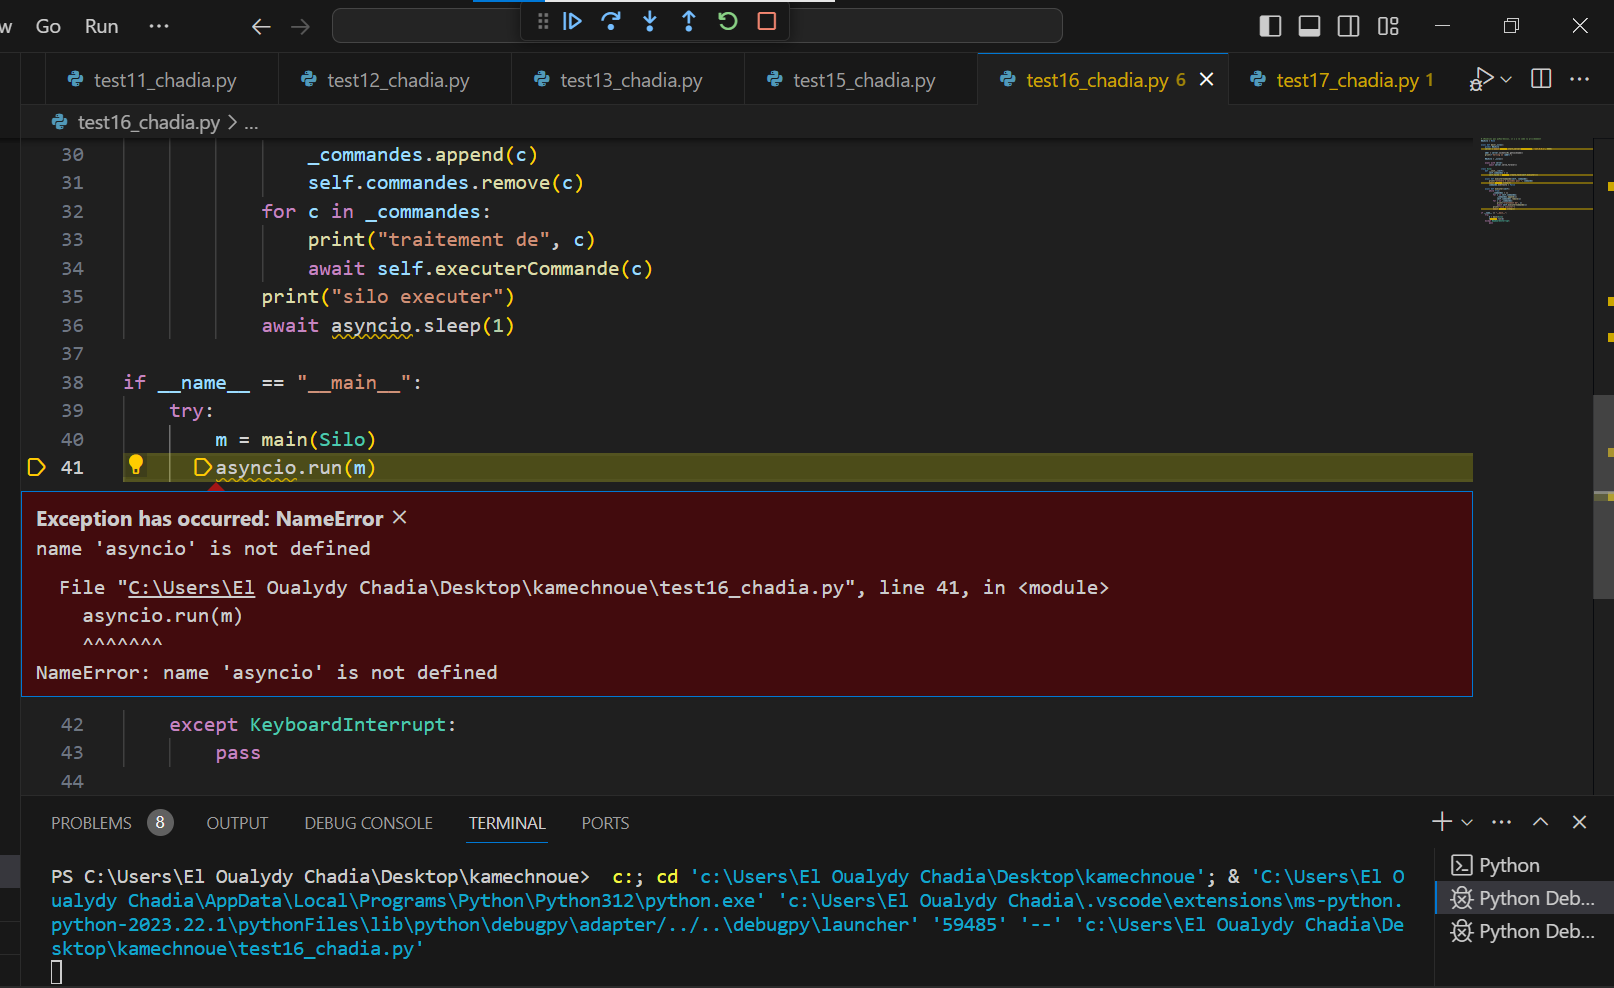 w Go Run ···
test11_chadia.py test12_chadia.py test13_chadia.py test15_chadia.py test16_chadia.py 6 test17_chadia.py 1
test16_chadia.py > ...
30 _commandes.append(c)
31 self.commandes.remove(c)
32 for c in _commandes:
33 print("traitement de", c)
34 await self.executerCommande(c)
35 print("silo executer")
36 await asyncio.sleep(1)
37
38 if __name__ == "__main__":
39 try:
40 m = main(Silo)
41 asyncio.run(m)
Exception has occurred: NameError
name 'asyncio' is not defined
File "C:\Users\El Oualydy Chadia\Desktop\kamechnoue\test16_chadia.py", line 41, in <module>
asyncio.run(m)
^^^^^^^
NameError: name 'asyncio' is not defined
42 except KeyboardInterrupt:
43 pass
44
PROBLEMS 8 OUTPUT DEBUG CONSOLE TERMINAL PORTS
PS C:\Users\El Oualydy Chadia\Desktop\kamechnoue> c:; cd 'c:\Users\El Oualydy Chadia\Desktop\kamechnoue'; & 'C:\Users\El O
ualydy Chadia\AppData\Local\Programs\Python\Python312\python.exe' 'c:\Users\El Oualydy Chadia\.vscode\extensions\ms-python.
python-2023.22.1\pythonFiles\lib\python\debugpy\adapter/../..\debugpy\launcher' '59485' '--' 'c:\Users\El Oualydy Chadia\De
sktop\kamechnoue\test16_chadia.py'
Python
Python Deb...
Python Deb...